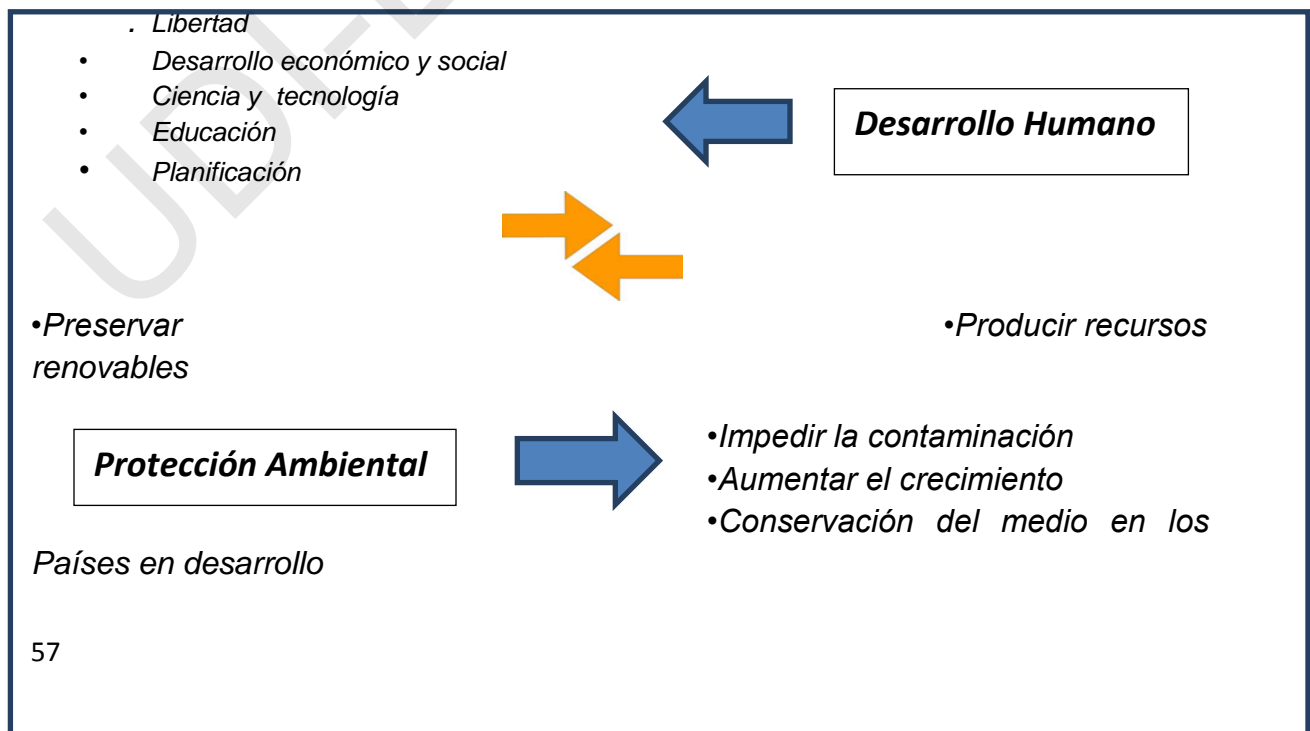 . Libertad
• Desarrollo económico y social
• Ciencia y tecnología
• Educación
• Planificación
Desarrollo Humano
•Preservar •Producir recursos
renovables
Protección Ambiental
•Impedir la contaminación
•Aumentar el crecimiento
•Conservación del medio en los
Países en desarrollo
57